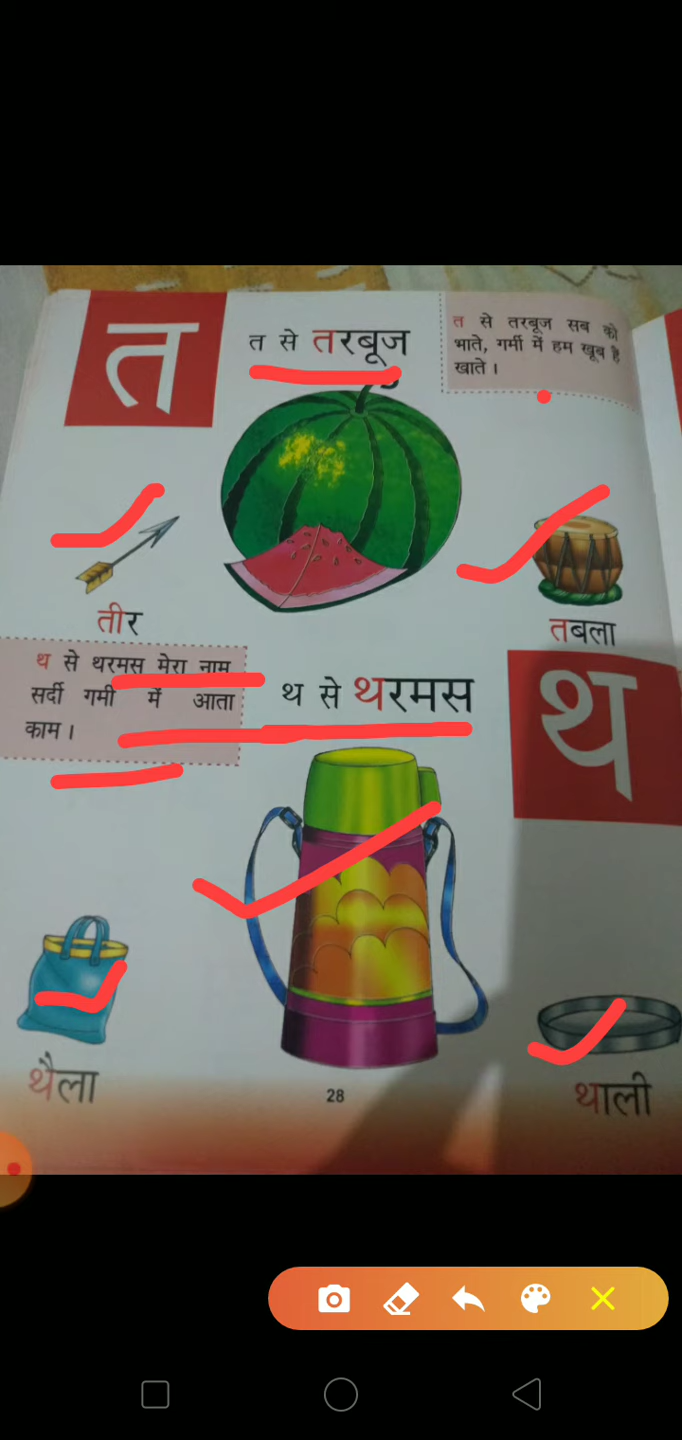 त
त से तरबूज
त से तरबूज सब को
भाते, गर्मी में हम खूब है
खाते ।
तीर
तबला
थ से थरमस मेरा नाम
सर्दी गर्मी में आता
काम ।
थ से थरमस
थ
थैला
28
थाली